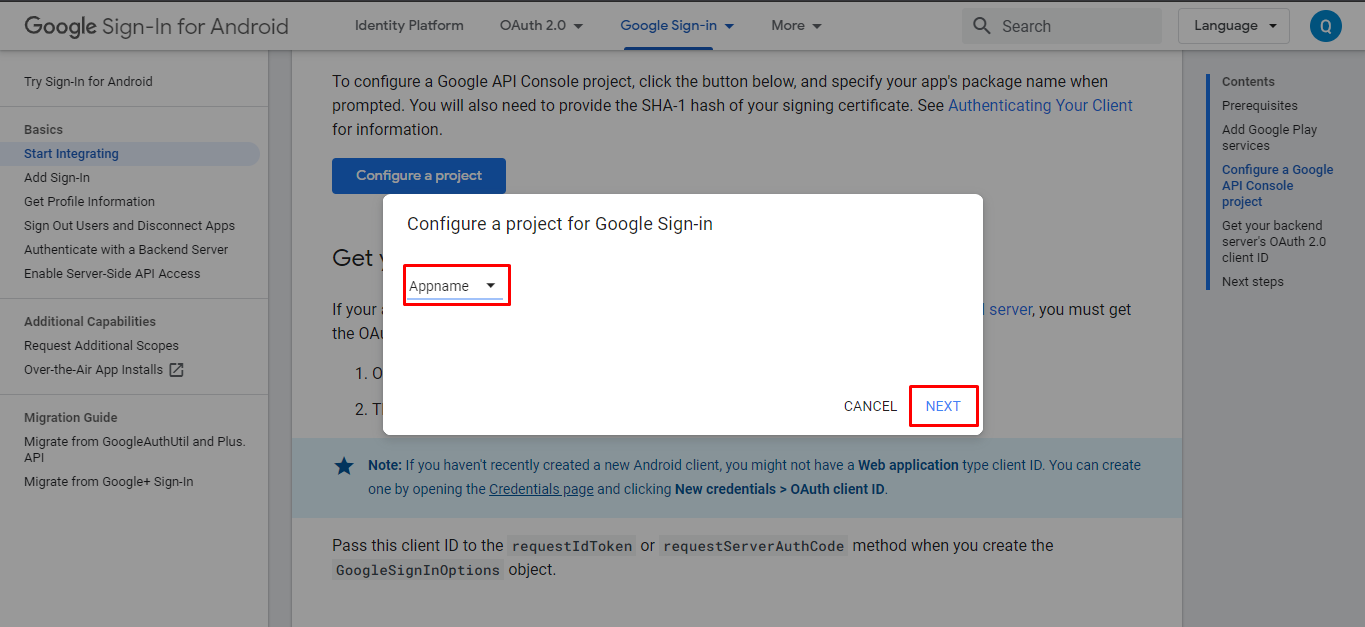 Google Sign-In for Android
Identity Platform
OAuth 2.0
Google Sign-in
More
Search
Language
Q
Try Sign-In for Android
Basics
Start Integrating
Add Sign-In
Get Profile Information
Sign Out Users and Disconnect Apps
Authenticate with a Backend Server
Enable Server-Side API Access
Additional Capabilities
Request Additional Scopes
Over-the-Air App Installs
Migration Guide
Migrate from GoogleAuthUtil and Plus.
API
Migrate from Google+ Sign-In
To configure a Google API Console project, click the button below, and specify your app's package name when
prompted. You will also need to provide the SHA-1 hash of your signing certificate. See Authenticating Your Client
for information.
Configure a project
Configure a project for Google Sign-in
Appname
CANCEL
NEXT
Get
If your
server, you must get
the
1.
2.
Note: If you haven't recently created a new Android client, you might not have a Web application type client ID. You can create
one by opening the Credentials page and clicking New credentials > OAuth client ID.
Pass this client ID to the requestIdToken or requestServerAuthCode method when you create the
GoogleSignInOptions object.
Contents
Prerequisites
Add Google Play
services
Configure a Google
API Console
project
Get your backend
server's OAuth 2.0
client ID
Next steps